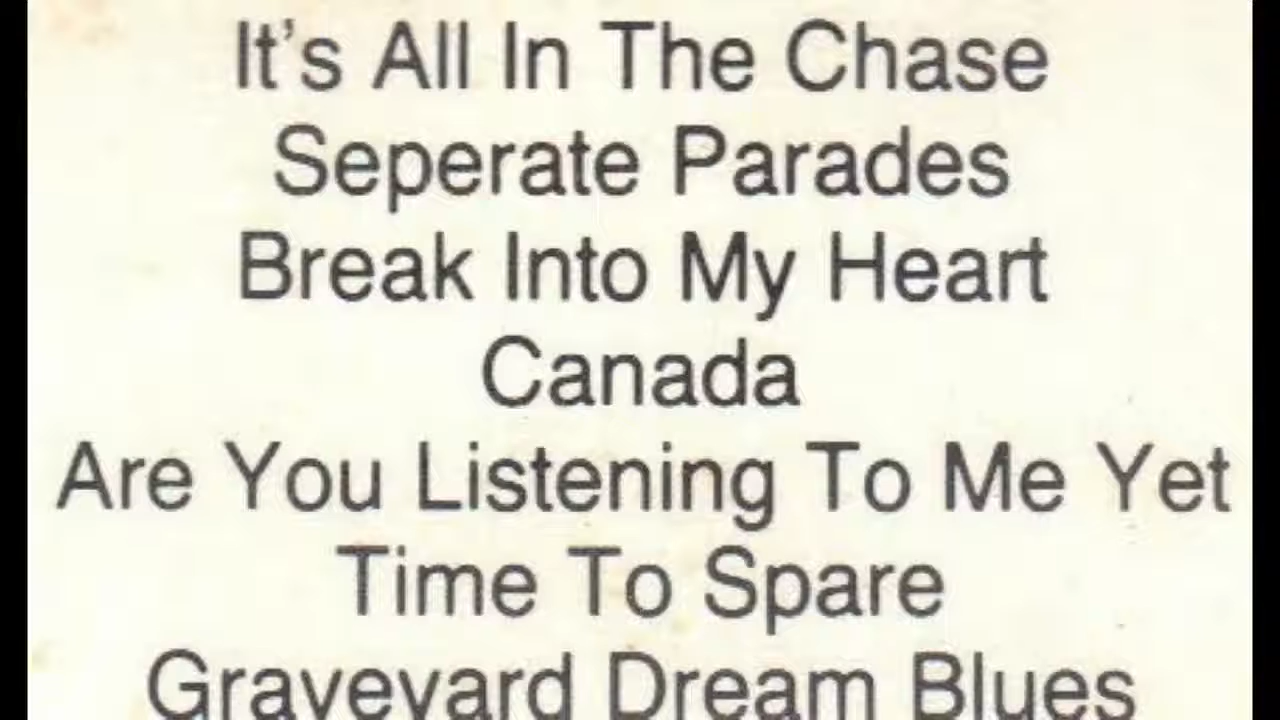 It's All In The Chase
Seperate Parades
Break Into My Heart
Canada
Are You Listening To Me Yet
Time To Spare
Graveyard Dream Blues